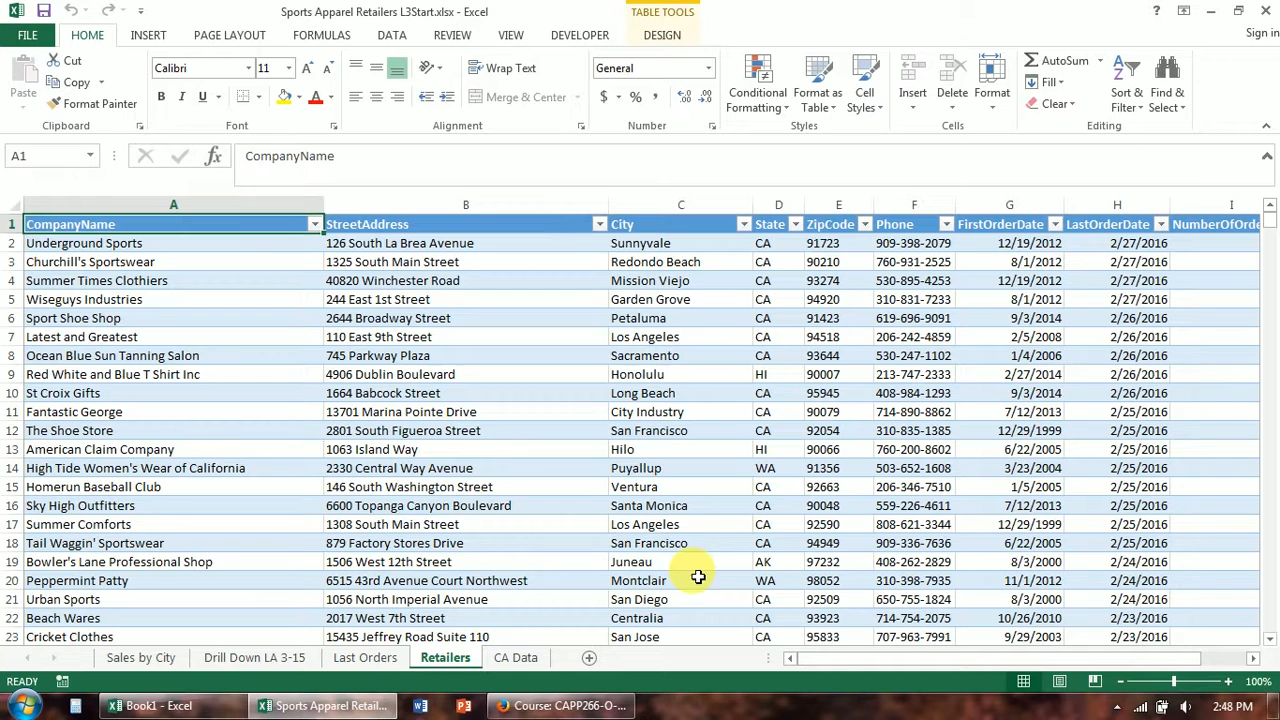 Sports Apparel Retailers L3Start.xlsx - Excel
TABLE TOOLS
?
FILE HOME INSERT PAGE LAYOUT FORMULAS DATA REVIEW VIEW DEVELOPER DESIGN Sign in
Paste
Cut
Copy
Format Painter
Clipboard
Calibri 11
B I U A
Font
Wrap Text
Merge & Center
Alignment
General
$ % ,
Number
Conditional Formatting
Format as Table
Cell Styles
Styles
Insert
Delete
Format
Cells
AutoSum
Fill
Clear
Sort & Filter
Find & Select
Editing
A1 fx CompanyName
A B C D E F G H I
1 CompanyName StreetAddress City State ZipCode Phone FirstOrderDate LastOrderDate NumberOfOrde
2 Underground Sports 126 South La Brea Avenue Sunnyvale CA 91723 909-398-2079 12/19/2012 2/27/2016
3 Churchill's Sportswear 1325 South Main Street Redondo Beach CA 90210 760-931-2525 8/1/2012 2/27/2016
4 Summer Times Clothiers 40820 Winchester Road Mission Viejo CA 93274 530-895-4253 12/19/2012 2/27/2016
5 Wiseguys Industries 244 East 1st Street Garden Grove CA 94920 310-831-7233 8/1/2012 2/27/2016
6 Sport Shoe Shop 2644 Broadway Street Petaluma CA 91423 619-696-9091 9/3/2014 2/26/2016
7 Latest and Greatest 110 East 9th Street Los Angeles CA 94518 206-242-4859 2/5/2008 2/26/2016
8 Ocean Blue Sun Tanning Salon 745 Parkway Plaza Sacramento CA 93644 530-247-1102 1/4/2006 2/26/2016
9 Red White and Blue T Shirt Inc 4906 Dublin Boulevard Honolulu HI 90007 213-747-2333 2/27/2014 2/26/2016
10 St Croix Gifts 1664 Babcock Street Long Beach CA 95945 408-984-1293 9/3/2014 2/26/2016
11 Fantastic George 13701 Marina Pointe Drive City Industry CA 90079 714-890-8862 7/12/2013 2/25/2016
12 The Shoe Store 2801 South Figueroa Street San Francisco CA 92054 310-835-1385 12/29/1999 2/25/2016
13 American Claim Company 1063 Island Way Hilo HI 90066 760-200-8602 6/22/2005 2/25/2016
14 High Tide Women's Wear of California 2330 Central Way Avenue Puyallup WA 91356 503-652-1608 3/23/2004 2/25/2016
15 Homerun Baseball Club 146 South Washington Street Ventura CA 92663 206-346-7510 1/5/2005 2/25/2016
16 Sky High Outfitters 6600 Topanga Canyon Boulevard Santa Monica CA 90048 559-226-4611 7/12/2013 2/25/2016
17 Summer Comforts 1308 South Main Street Los Angeles CA 92590 808-621-3344 12/29/1999 2/25/2016
18 Tail Waggin' Sportswear 879 Factory Stores Drive San Francisco CA 94949 909-336-7636 6/22/2005 2/25/2016
19 Bowler's Lane Professional Shop 1506 West 12th Street Juneau AK 97232 408-262-2829 8/3/2000 2/24/2016
20 Peppermint Patty 6515 43rd Avenue Court Northwest Montclair WA 98052 310-398-7935 11/1/2012 2/24/2016
21 Urban Sports 1056 North Imperial Avenue San Diego CA 92509 650-755-1824 8/3/2000 2/24/2016
22 Beach Wares 2017 West 7th Street Centralia CA 93923 714-754-2075 10/26/2010 2/23/2016
23 Cricket Clothes 15435 Jeffrey Road Suite 110 San Jose CA 95833 707-963-7991 9/29/2003 2/23/2016
Sales by City Drill Down LA 3-15 Last Orders Retailers CA Data
READY 100%
Book1 - Excel Sports Apparel Retail... Course: CAPP266-O-... 2:48 PM